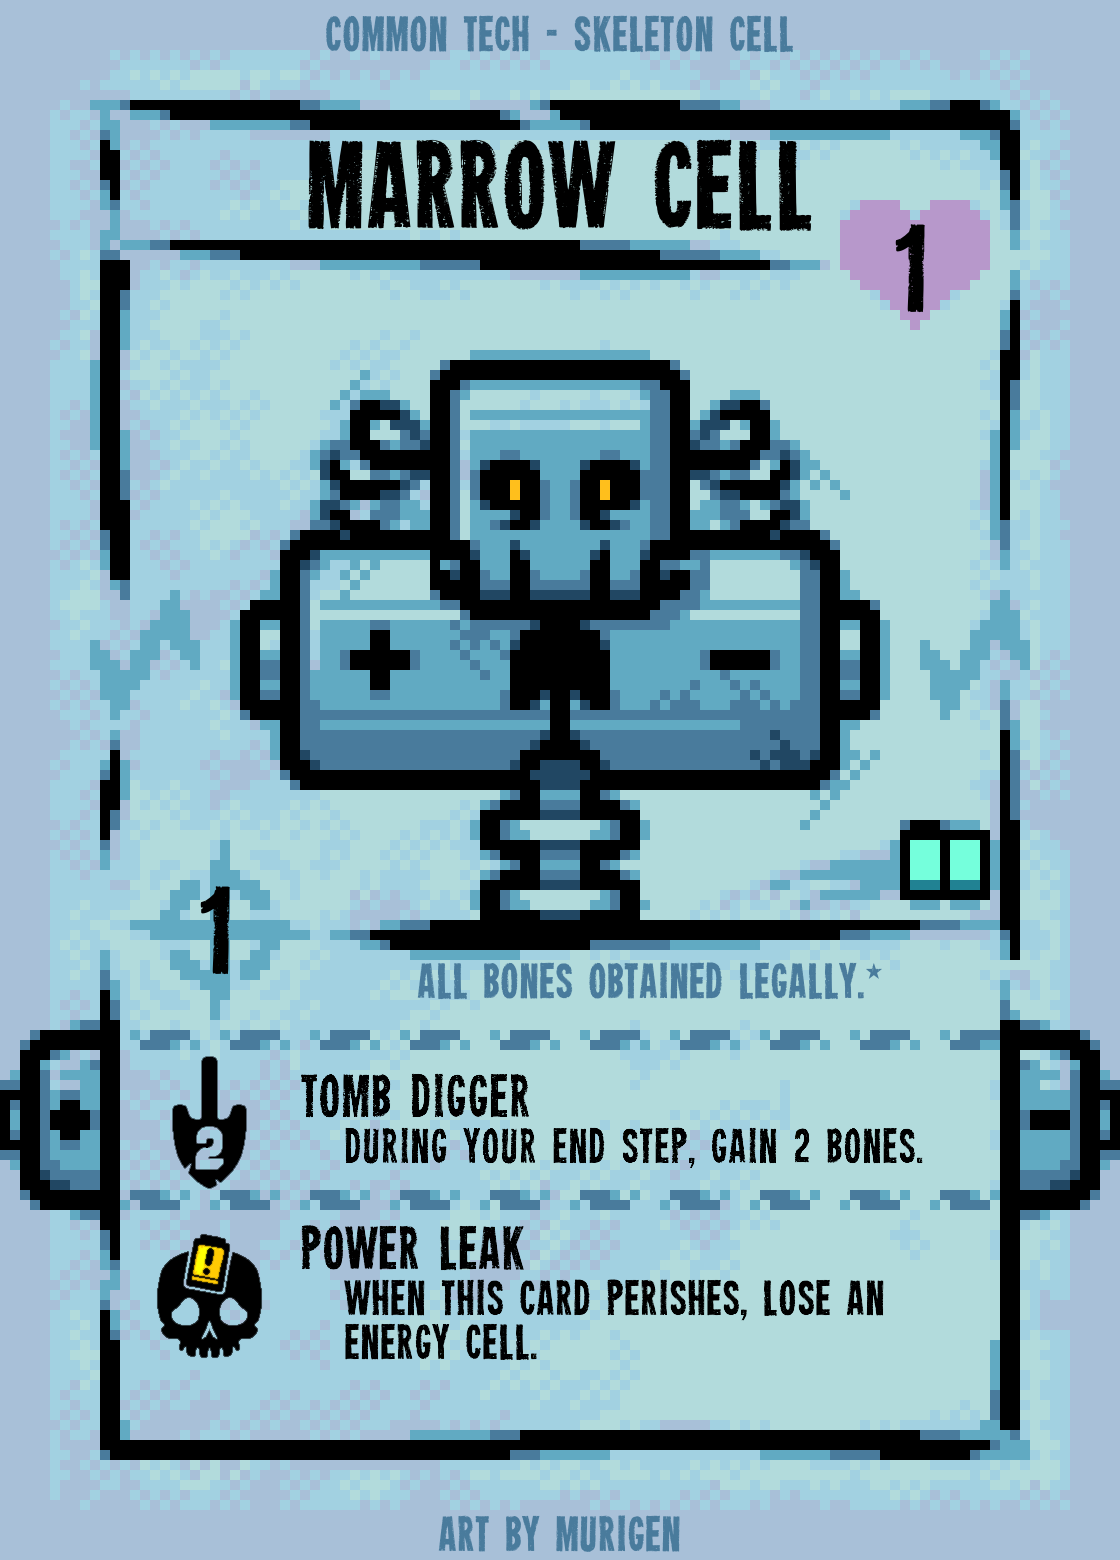 COMMON TECH - SKELETON CELL
MARROW CELL
1
1
ALL BONES OBTAINED LEGALLY.*
TOMB DIGGER
2
DURING YOUR END STEP, GAIN 2 BONES.
POWER LEAK
!
WHEN THIS CARD PERISHES, LOSE AN
ENERGY CELL.
ART BY MURIGEN